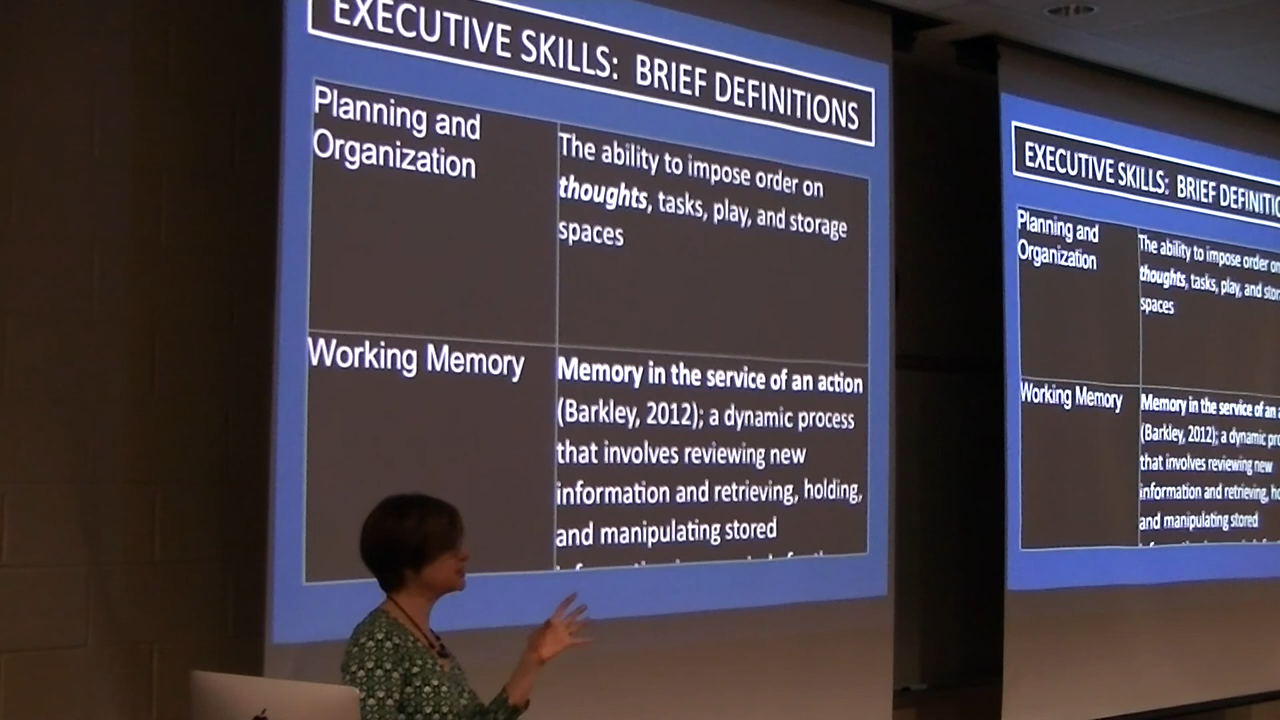 EXECUTIVE SKILLS: BRIEF DEFINITIONS
Planning and
Organization
The ability to impose order on
thoughts, tasks, play, and storage
spaces
Working Memory
Memory in the service of an action
(Barkley, 2012); a dynamic process
that involves reviewing new
information and retrieving, holding,
and manipulating stored
EXECUTIVE SKILLS: BRIEF
Planning and
Organization
The ability to impose order on
thoughts, tasks, play, and
spaces
Working Memory
Memory in the service of an
(Barkley, 2012); a dynamic
that involves reviewing new
information and retrieving,
and manipulating stored